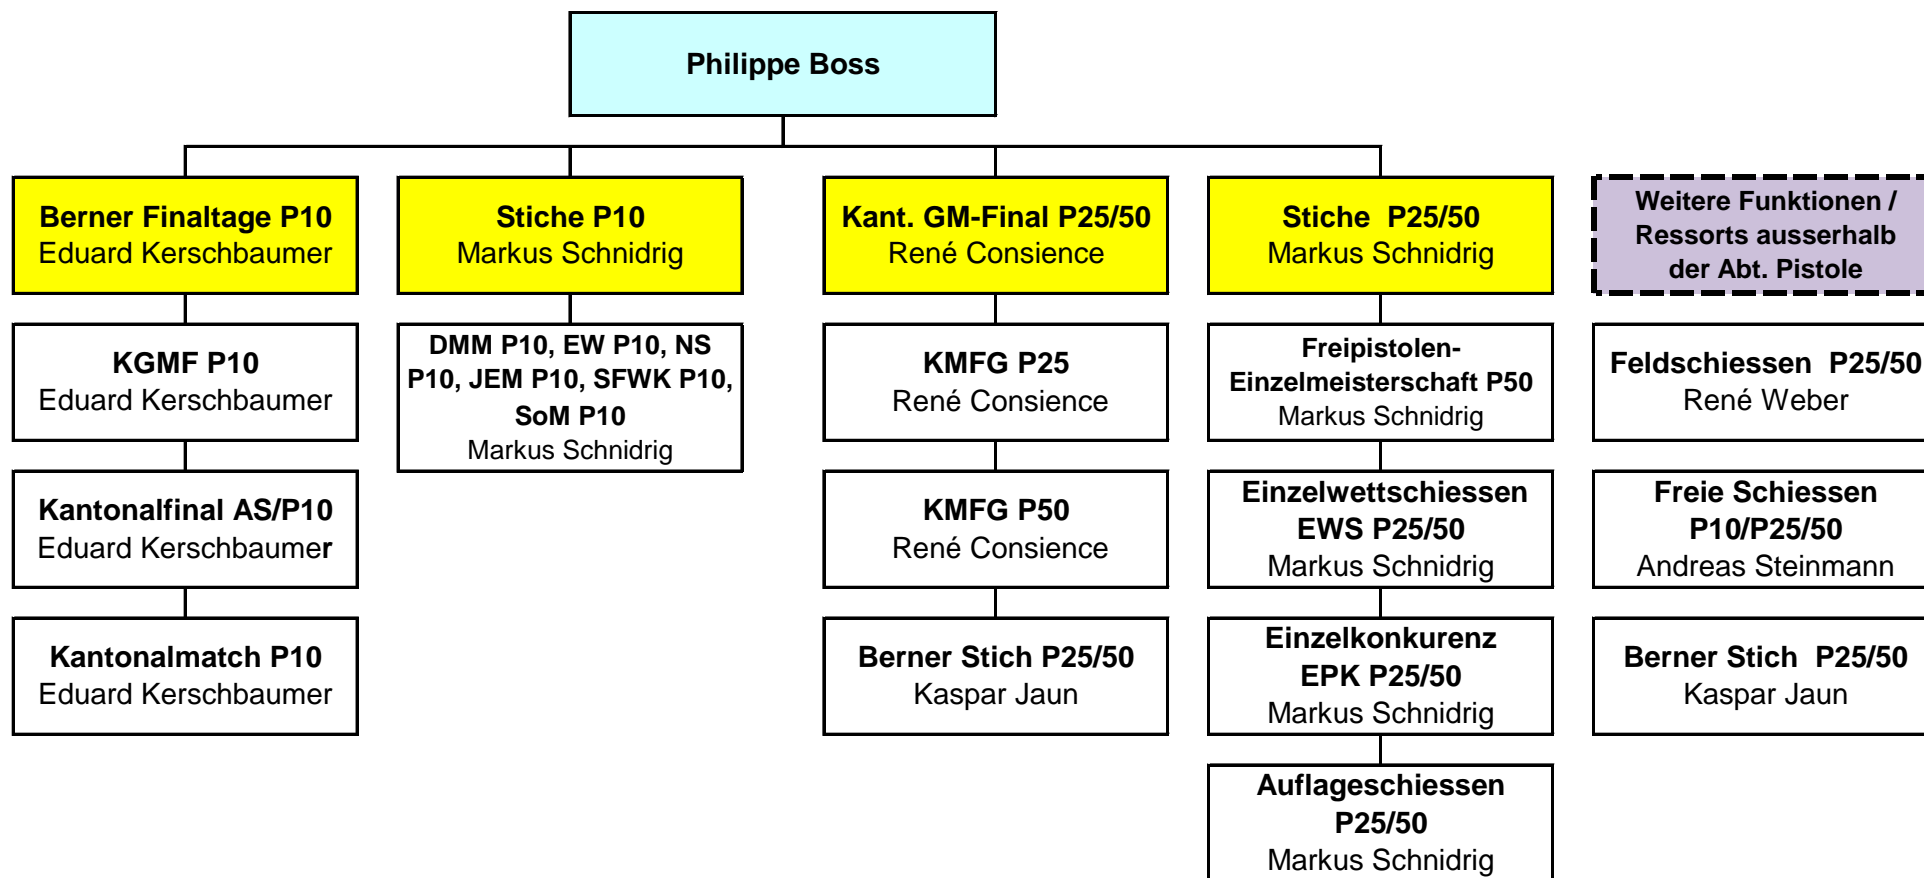 Philippe Boss
Berner Finaltage P10
Eduard Kerschbaumer
KGMF P10
Eduard Kerschbaumer
Kantonalfinal AS/P10
Eduard Kerschbaumer
Kantonalmatch P10
Eduard Kerschbaumer
Stiche P10
Markus Schnidrig
DMM P10, EW P10, NS
P10, JEM P10, SFWK P10,
SoM P10
Markus Schnidrig
Kant. GM-Final P25/50
René Consience
KMFG P25
René Consience
KMFG P50
René Consience
Berner Stich P25/50
Kaspar Jaun
Stiche P25/50
Markus Schnidrig
Freipistolen-
Einzelmeisterschaft P50
Markus Schnidrig
Einzelwettschiessen
EWS P25/50
Markus Schnidrig
Einzelkonkurenz
EPK P25/50
Markus Schnidrig
Auflageschiessen
P25/50
Markus Schnidrig
Weitere Funktionen /
Ressorts ausserhalb
der Abt. Pistole
Feldschiessen P25/50
René Weber
Freie Schiessen
P10/P25/50
Andreas Steinmann
Berner Stich P25/50
Kaspar Jaun